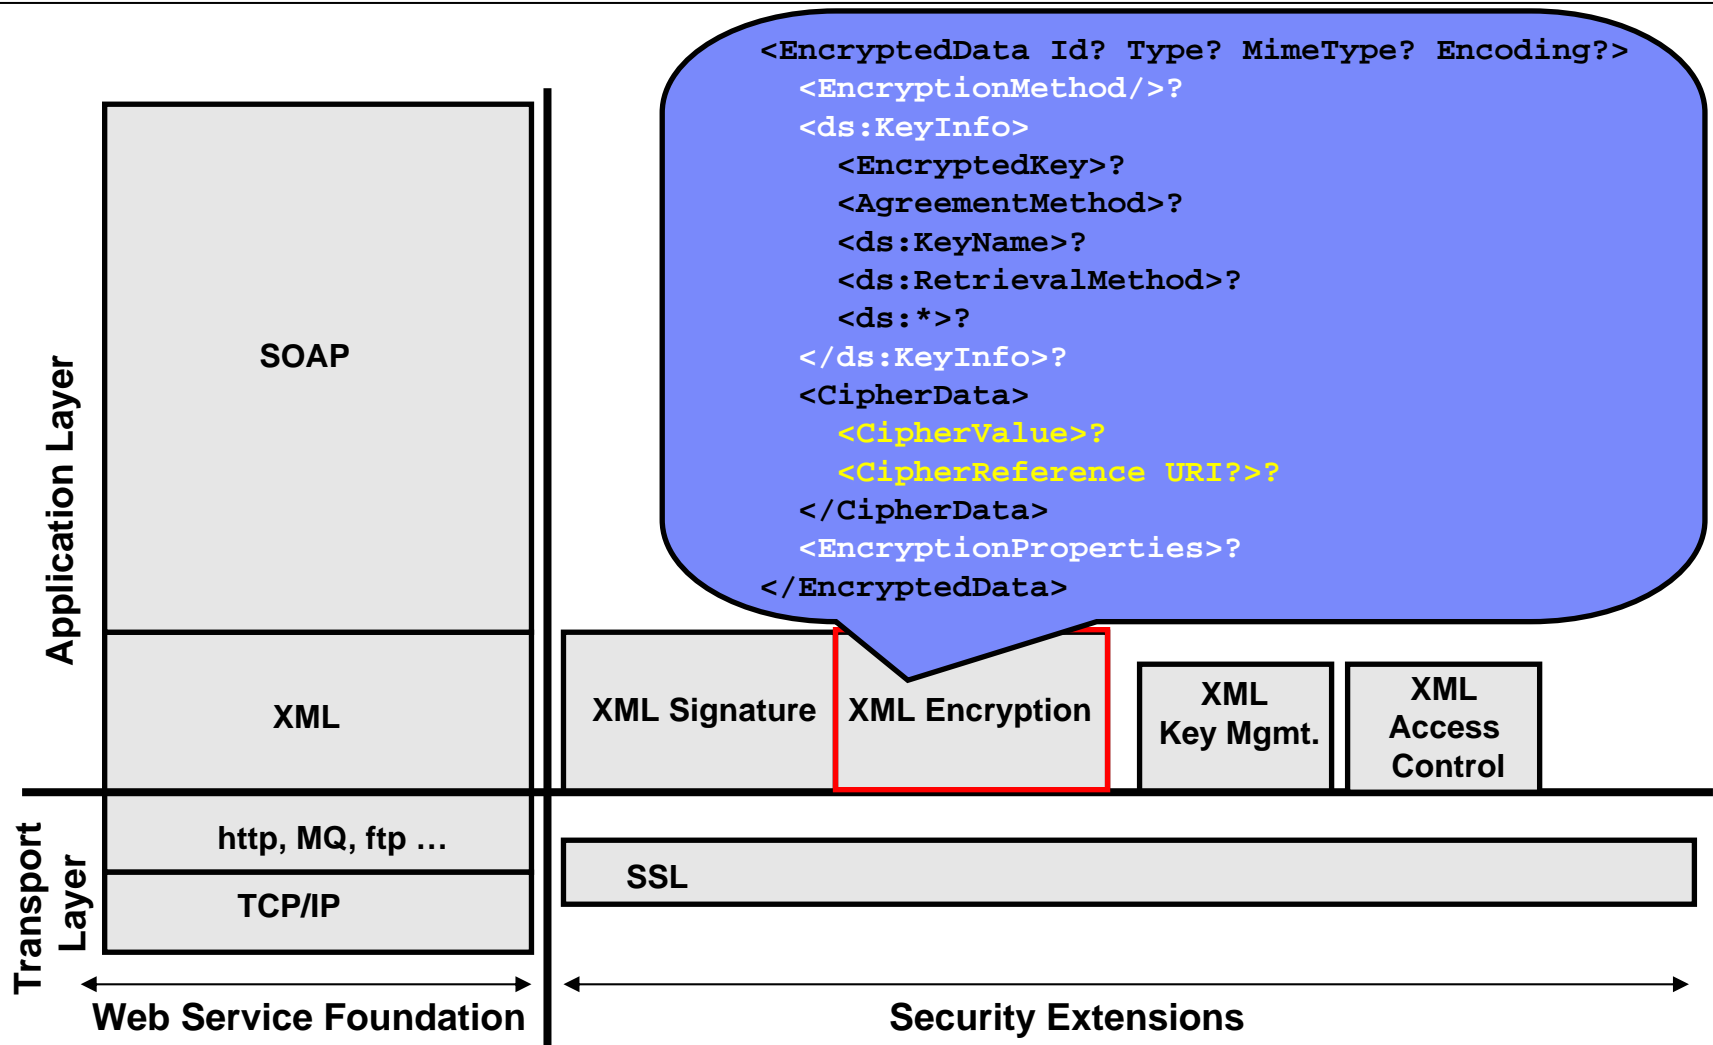 <EncryptedData Id? Type? MimeType? Encoding?>
<EncryptionMethod/>?
<ds:KeyInfo>
<EncryptedKey>?
<AgreementMethod>?
<ds:KeyName>?
<ds:RetrievalMethod>?
<ds:*>?
</ds:KeyInfo>?
<CipherData>
<CipherValue>?
<CipherReference URI?>?
</CipherData>
<EncryptionProperties>?
</EncryptedData>
Application Layer
SOAP
XML
XML Signature
XML Encryption
XML
Key Mgmt.
XML
Access
Control
Transport
Layer
http, MQ, ftp …
TCP/IP
SSL
Web Service Foundation
Security Extensions